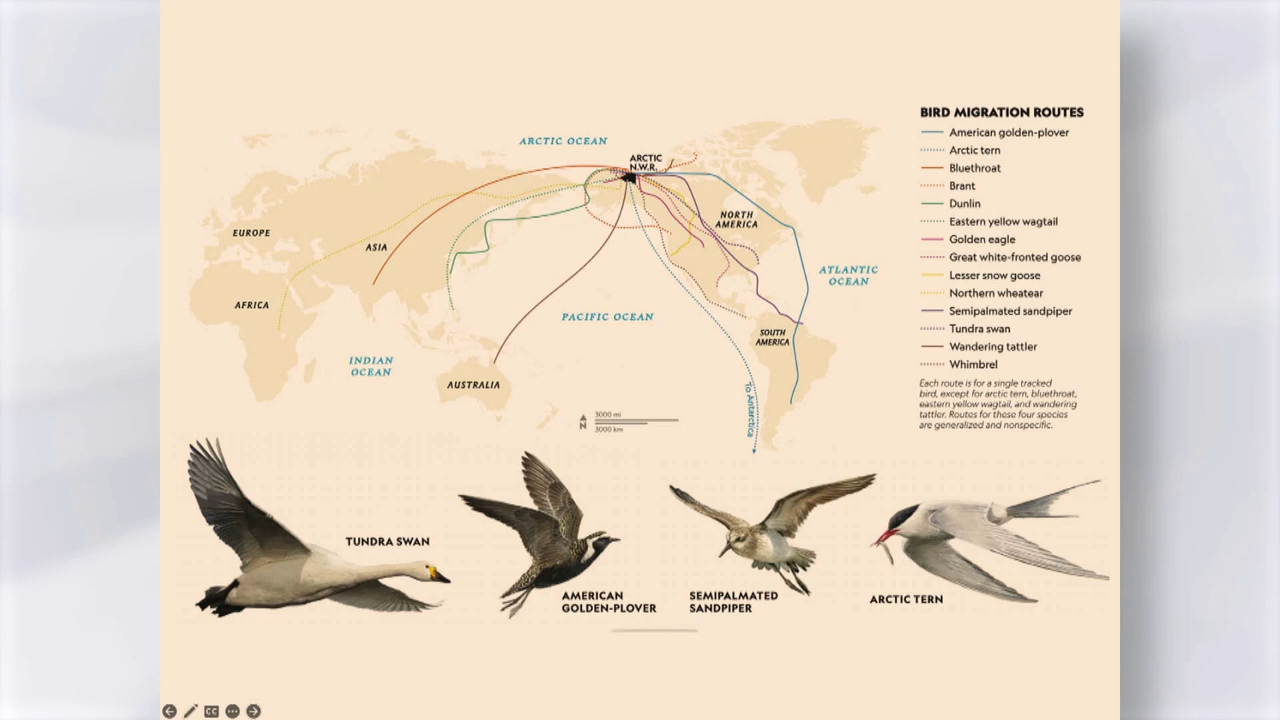 ARCTIC OCEAN
ARCTIC
N.W.R.
EUROPE
ASIA
AFRICA
NORTH
AMERICA
ATLANTIC
OCEAN
PACIFIC OCEAN
INDIAN
OCEAN
SOUTH
AMERICA
AUSTRALIA
To Antarctica
N
3000 mi
3000 km
BIRD MIGRATION ROUTES
American golden-plover
Arctic tern
Bluethroat
Brant
Dunlin
Eastern yellow wagtail
Golden eagle
Great white-fronted goose
Lesser snow goose
Northern wheatear
Semipalmated sandpiper
Tundra swan
Wandering tattler
Whimbrel
Each route is for a single tracked
bird, except for arctic tern, bluethroat,
eastern yellow wagtail, and wandering
tattler. Routes for these four species
are generalized and nonspecific.
TUNDRA SWAN
AMERICAN
GOLDEN-PLOVER
SEMIPALMATED
SANDPIPER
ARCTIC TERN
CC